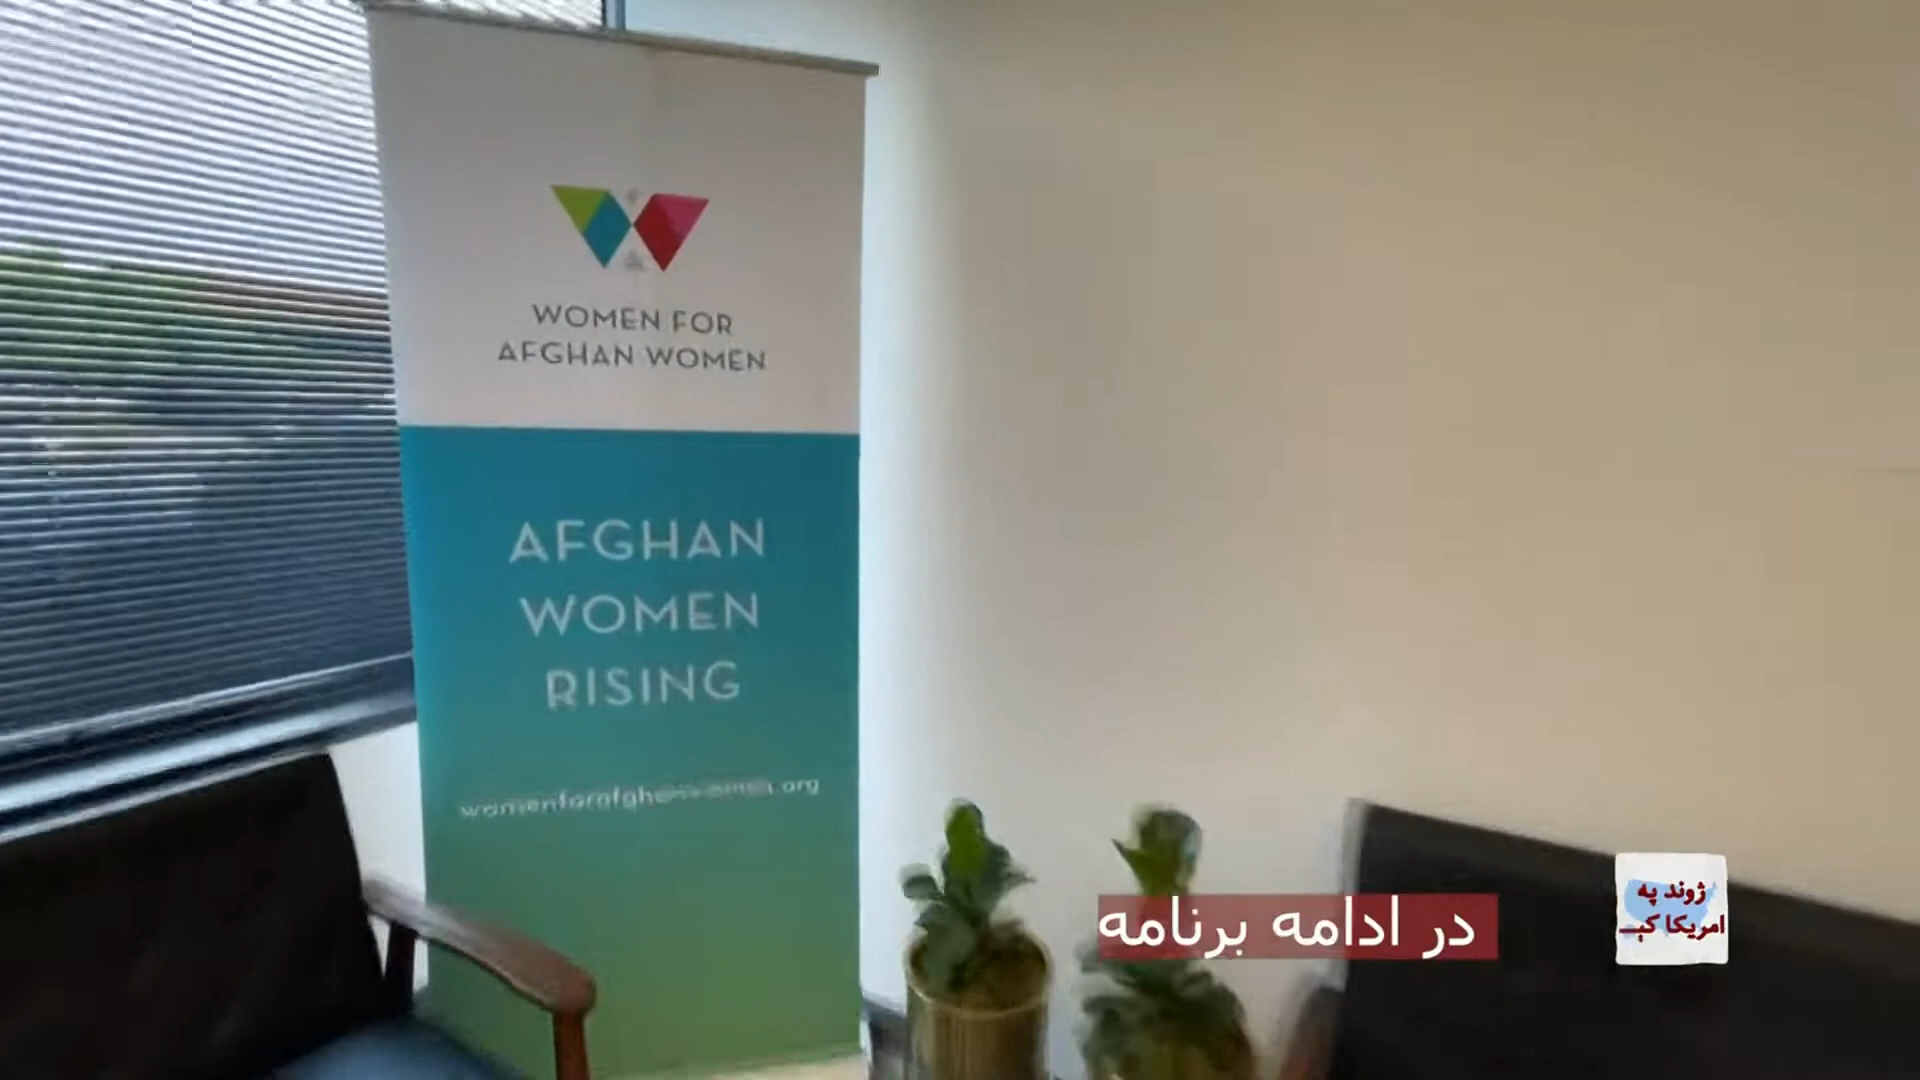 WOMEN FOR
AFGHAN WOMEN
AFGHAN
WOMEN
RISING
در ادامه برنامه
ژوند په
امریکا کې